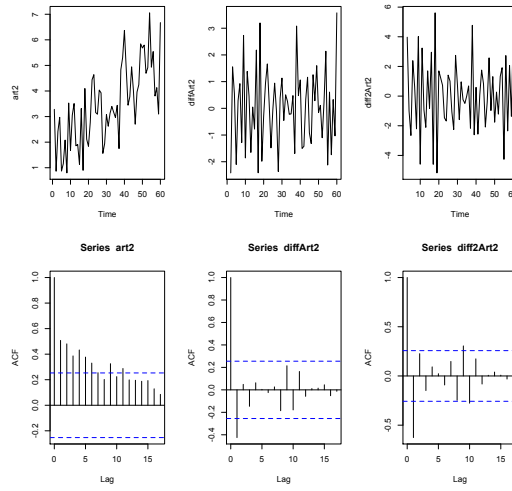 art2
1 2 3 4 5 6 7
0 10 20 30 40 50 60
Time
diffArt2
-2 -1 0 1 2 3
0 10 20 30 40 50 60
Time
diff2Art2
-4 -2 0 2 4
0 10 20 30 40 50 60
Time
Series art2
ACF
-0.2 0.0 0.2 0.4 0.6 0.8 1.0
0 5 10 15
Lag
Series diffArt2
ACF
-0.4 -0.2 0.0 0.2 0.4 0.6 0.8 1.0
0 5 10 15
Lag
Series diff2Art2
ACF
-0.5 0.0 0.5 1.0
0 5 10 15
Lag